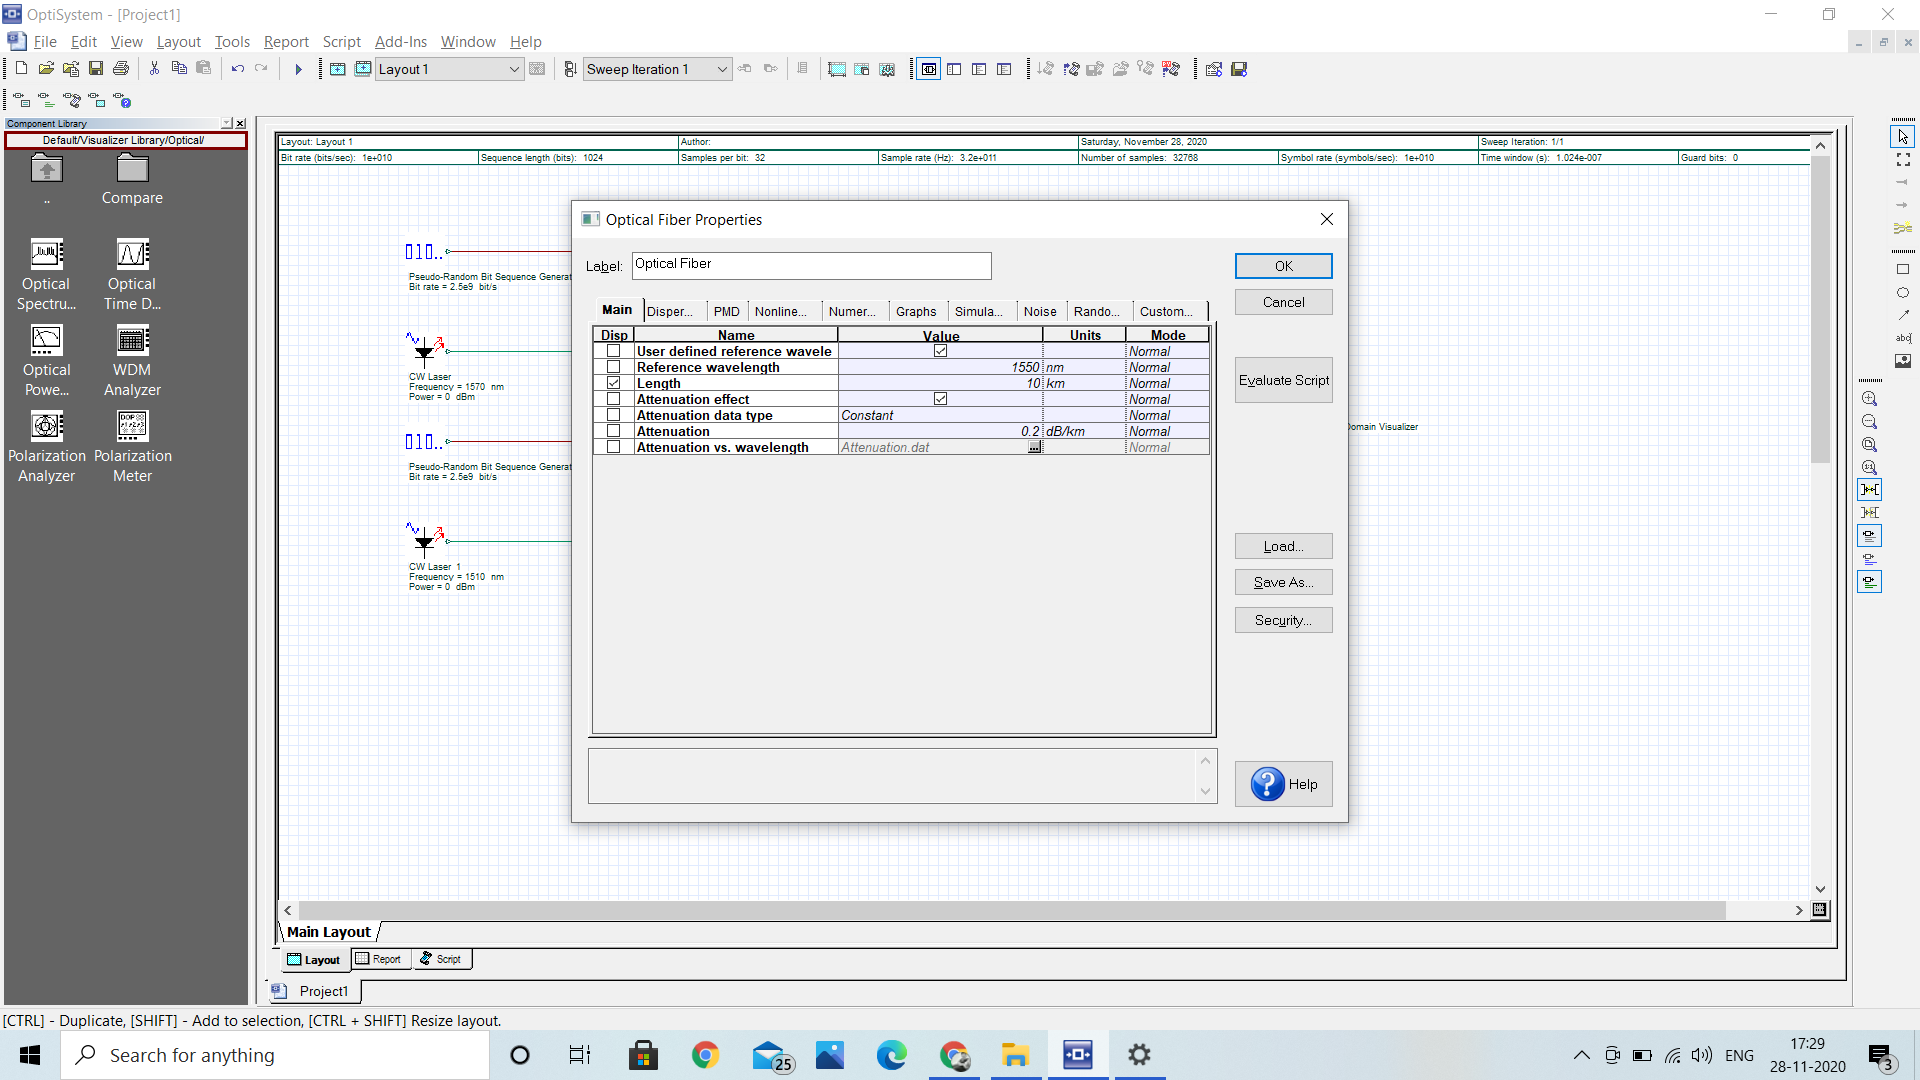 OptiSystem - [Project1]
File Edit View Layout Tools Report Script Add-Ins Window Help
Layout 1
Sweep Iteration 1
Component Library
Default/Visualizer Library/Optical/
..
Compare
Optical Spectru...
Optical Time D...
Optical Powe...
WDM Analyzer
Polarization Analyzer
Polarization Meter
Layout: Layout 1 Author: Saturday, November 28, 2020 Sweep Iteration: 1/1
Bit rate (bits/sec): 1e+010 Sequence length (bits): 1024 Samples per bit: 32 Sample rate (Hz): 3.2e+011 Number of samples: 32768 Symbol rate (symbols/sec): 1e+010 Time window (s): 1.024e-007 Guard bits: 0
Pseudo-Random Bit Sequence Generat
Bit rate = 2.5e9 bit/s
CW Laser
Frequency = 1570 nm
Power = 0 dBm
Pseudo-Random Bit Sequence Generat
Bit rate = 2.5e9 bit/s
CW Laser 1
Frequency = 1510 nm
Power = 0 dBm
Domain Visualizer
Optical Fiber Properties
Label: Optical Fiber
OK
Cancel
Evaluate Script
Load...
Save As...
Security...
Help
Main Disper... PMD Nonline... Numer... Graphs Simula... Noise Rando... Custom...
Disp Name Value Units Mode
User defined reference wavele Normal
Reference wavelength 1550 nm Normal
Length 10 km Normal
Attenuation effect Normal
Attenuation data type Constant Normal
Attenuation 0.2 dB/km Normal
Attenuation vs. wavelength Attenuation.dat ... Normal
Main Layout
Layout Report Script
Project1
[CTRL] - Duplicate, [SHIFT] - Add to selection, [CTRL + SHIFT] Resize layout.
Search for anything
25
ENG
17:29
28-11-2020
3